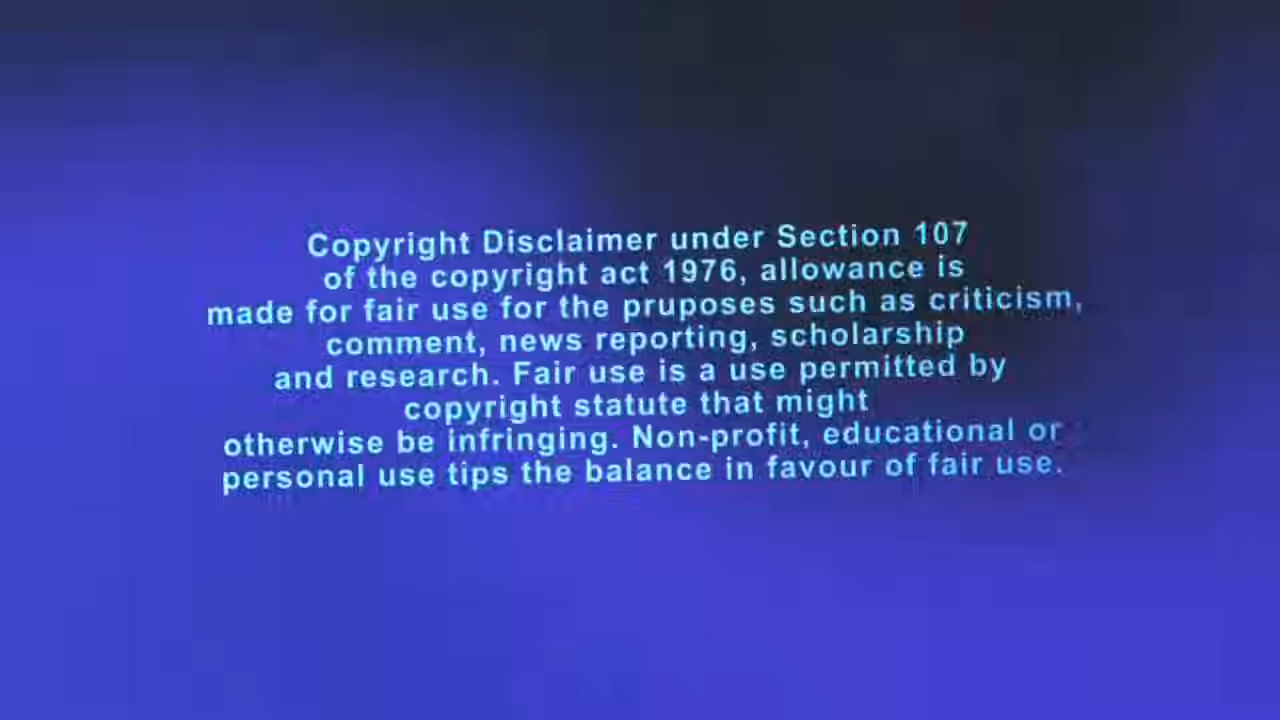 Copyright Disclaimer under Section 107
of the copyright act 1976, allowance is
made for fair use for the pruposes such as criticism,
comment, news reporting, scholarship
and research. Fair use is a use permitted by
copyright statute that might
otherwise be infringing. Non-profit, educational or
personal use tips the balance in favour of fair use.